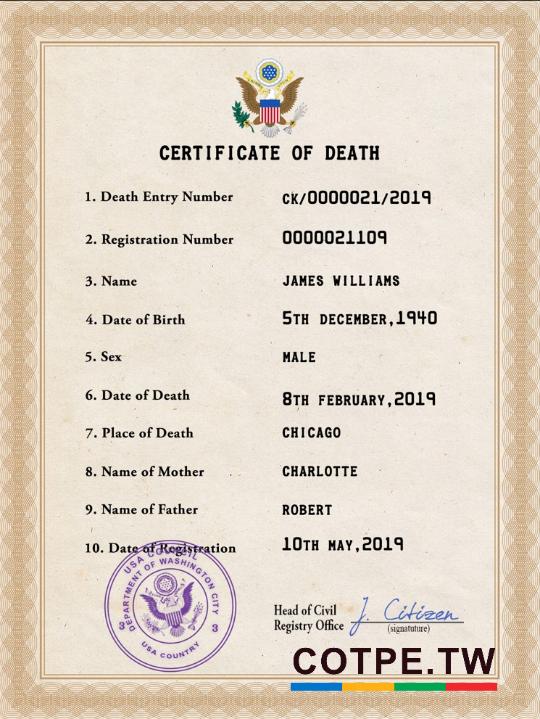 CERTIFICATE OF DEATH
1. Death Entry Number CK/0000021/2019
2. Registration Number 0000021109
3. Name JAMES WILLIAMS
4. Date of Birth 5TH DECEMBER,1940
5. Sex MALE
6. Date of Death 8TH FEBRUARY,2019
7. Place of Death CHICAGO
8. Name of Mother CHARLOTTE
9. Name of Father ROBERT
10. Date of Registration 10TH MAY,2019
USA COUNCIL
DEPARTMENT OF WASHINGTON CITY
3 3
USA COUNTRY
Head of Civil
Registry Office J. Citizen
(signatuture)
COTPE.TW